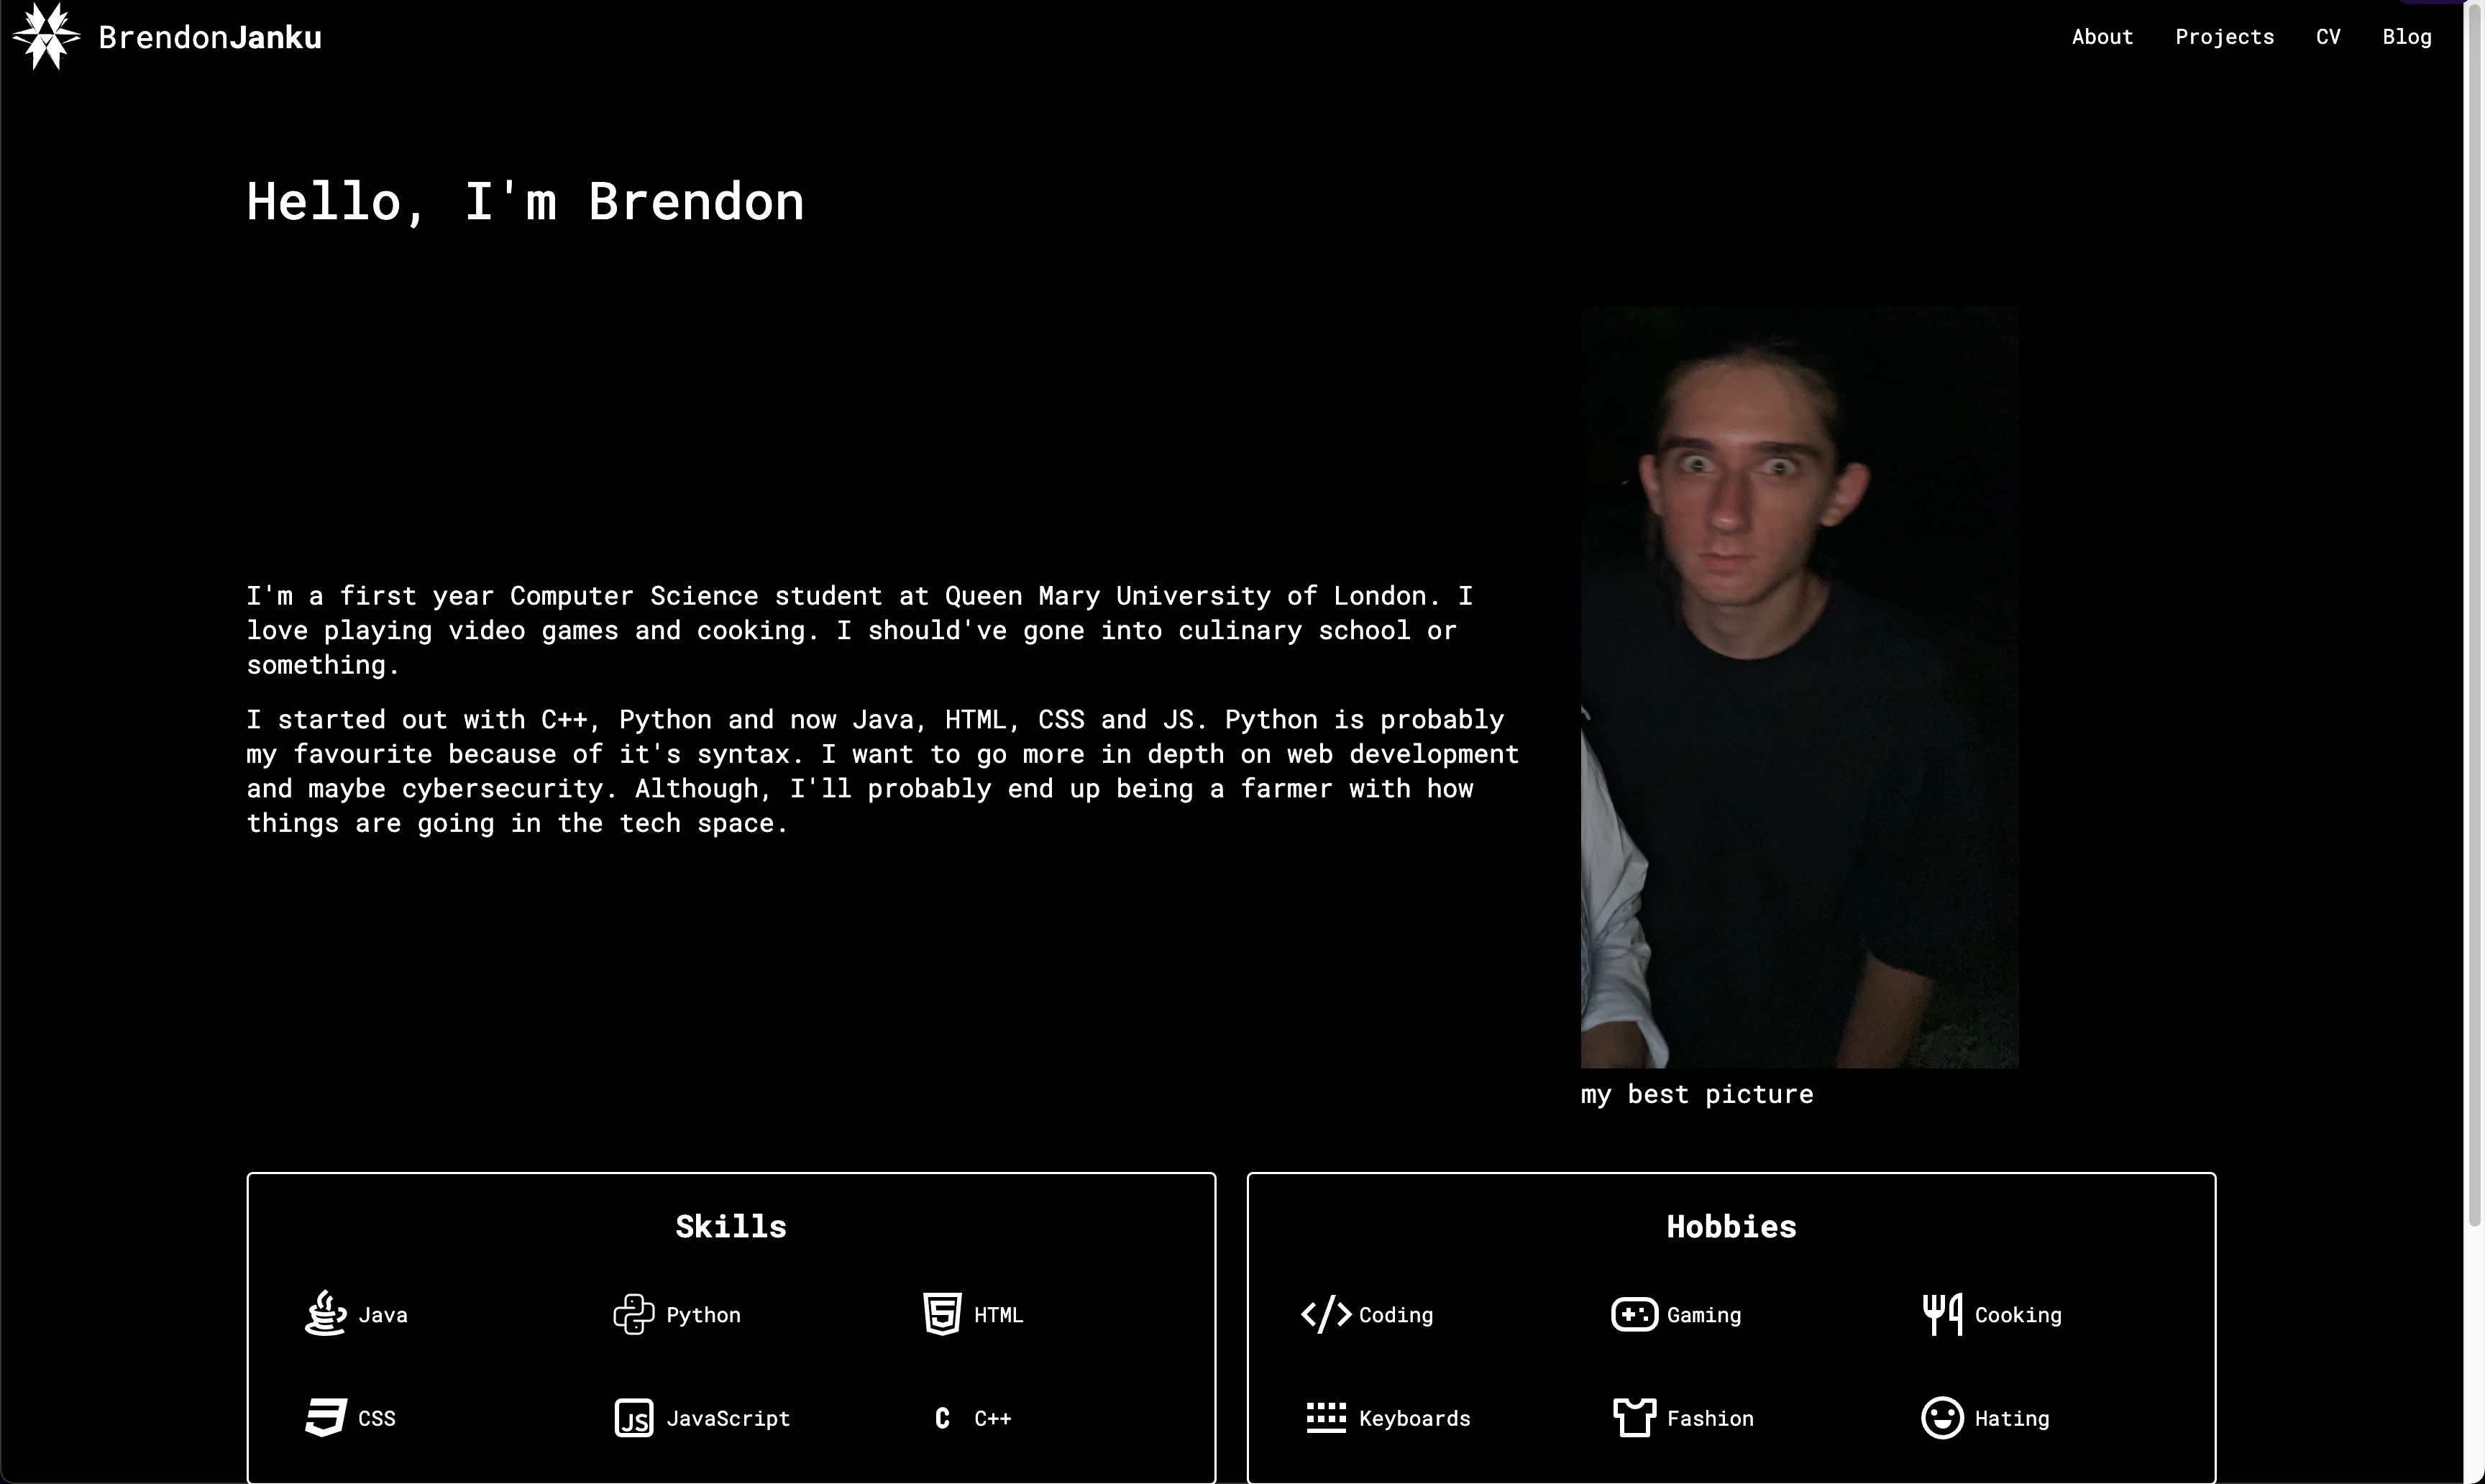 BrendonJanku
About Projects CV Blog
Hello, I'm Brendon
I'm a first year Computer Science student at Queen Mary University of London. I
love playing video games and cooking. I should've gone into culinary school or
something.
I started out with C++, Python and now Java, HTML, CSS and JS. Python is probably
my favourite because of it's syntax. I want to go more in depth on web development
and maybe cybersecurity. Although, I'll probably end up being a farmer with how
things are going in the tech space.
my best picture
Skills
Java
Python
5 HTML
CSS
JS JavaScript
C C++
Hobbies
Coding
Gaming
Cooking
Keyboards
Fashion
Hating